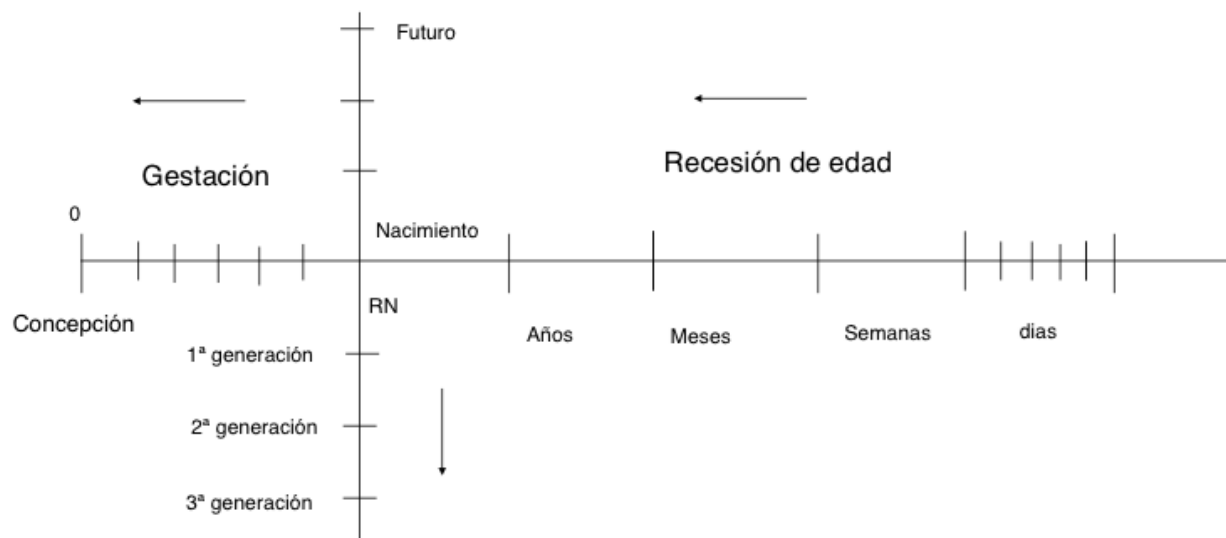 Futuro
Gestación
Recesión de edad
0
Nacimiento
RN
Concepción
Años
Meses
Semanas
dias
1ª generación
2ª generación
3ª generación